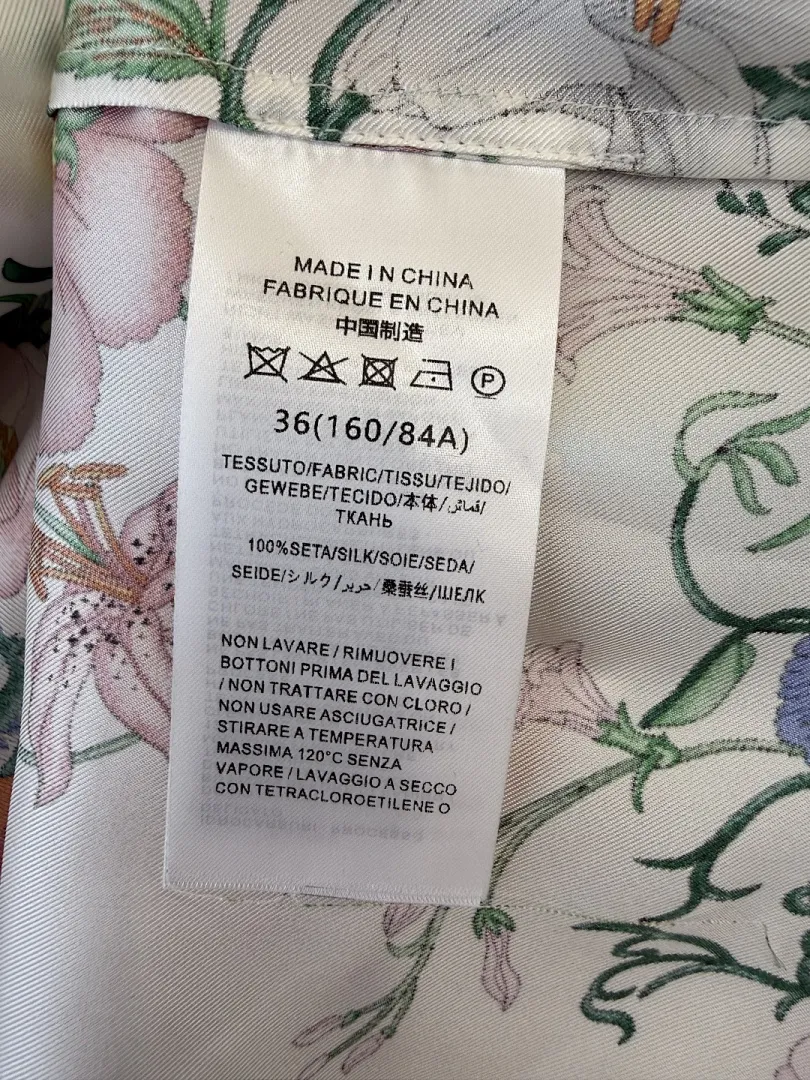 MADE IN CHINA
FABRIQUE EN CHINA
中国制造
P
36(160/84A)
TESSUTO/FABRIC/TISSU/TEJIDO/
GEWEBE/TECIDO/本体/قماش/
ТКАНЬ
100%SETA/SILK/SOIE/SEDA/
SEIDE/シルク/حرير/桑蚕丝/ШЕЛК
NON LAVARE / RIMUOVERE I
BOTTONI PRIMA DEL LAVAGGIO
/ NON TRATTARE CON CLORO /
NON USARE ASCIUGATRICE /
STIRARE A TEMPERATURA
MASSIMA 120°C SENZA
VAPORE / LAVAGGIO A SECCO
CON TETRACLOROETILENE O